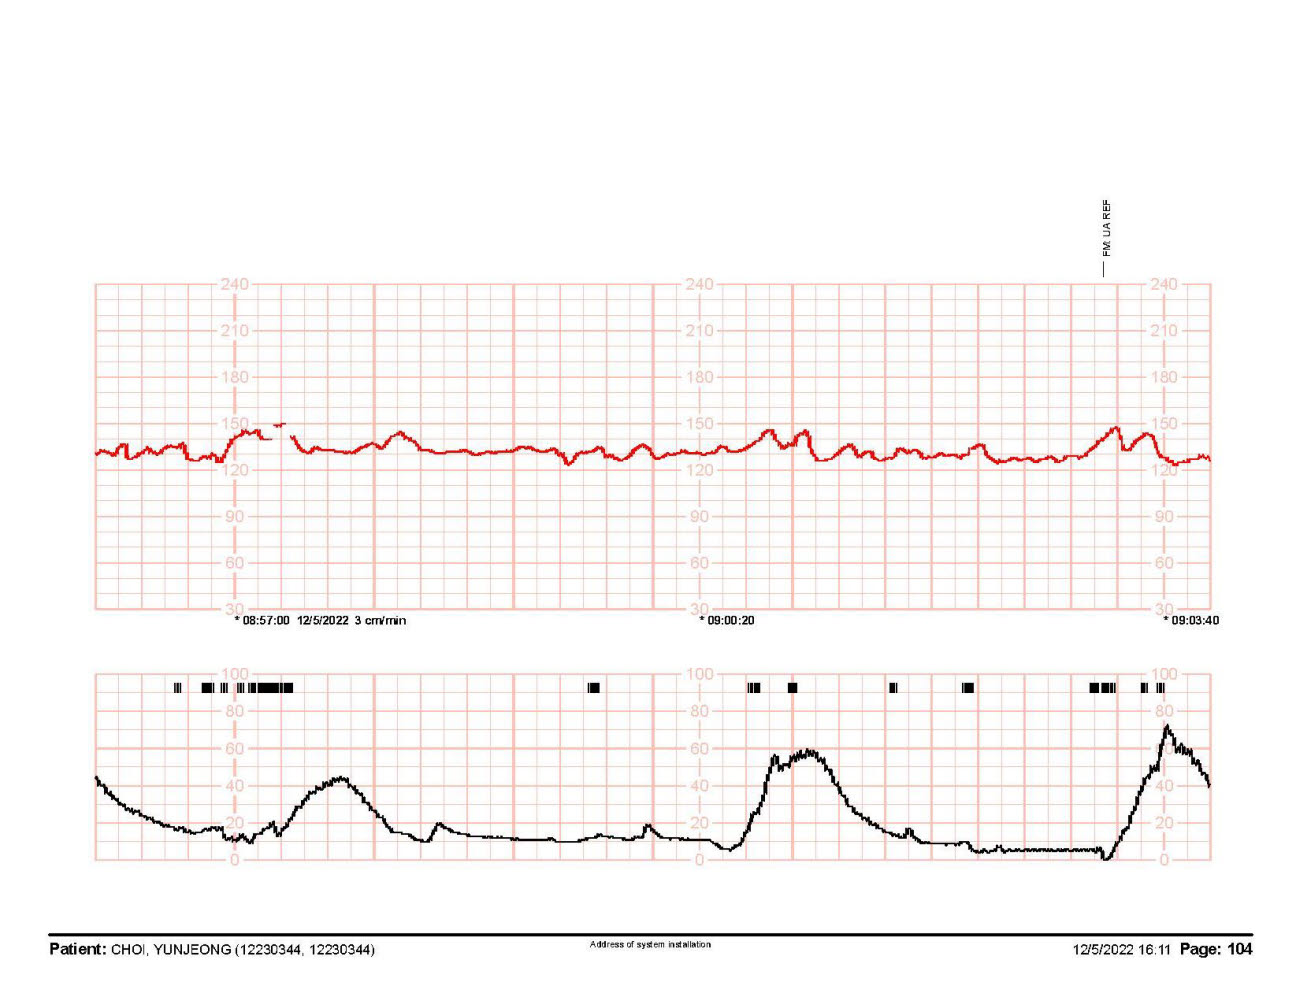 FM: UA REF
240 240 240
210 210 210
180 180 180
150 150 150
120 120 120
90 90 90
60 60 60
30 30 30
* 08:57:00 12/5/2022 3 cm/min * 09:00:20 * 09:03:40
100 100 100
80 80 80
60 60 60
40 40 40
20 20 20
0 0 0
Patient: CHOI, YUNJEONG (12230344, 12230344) Address of system installation 12/5/2022 16:11 Page: 104